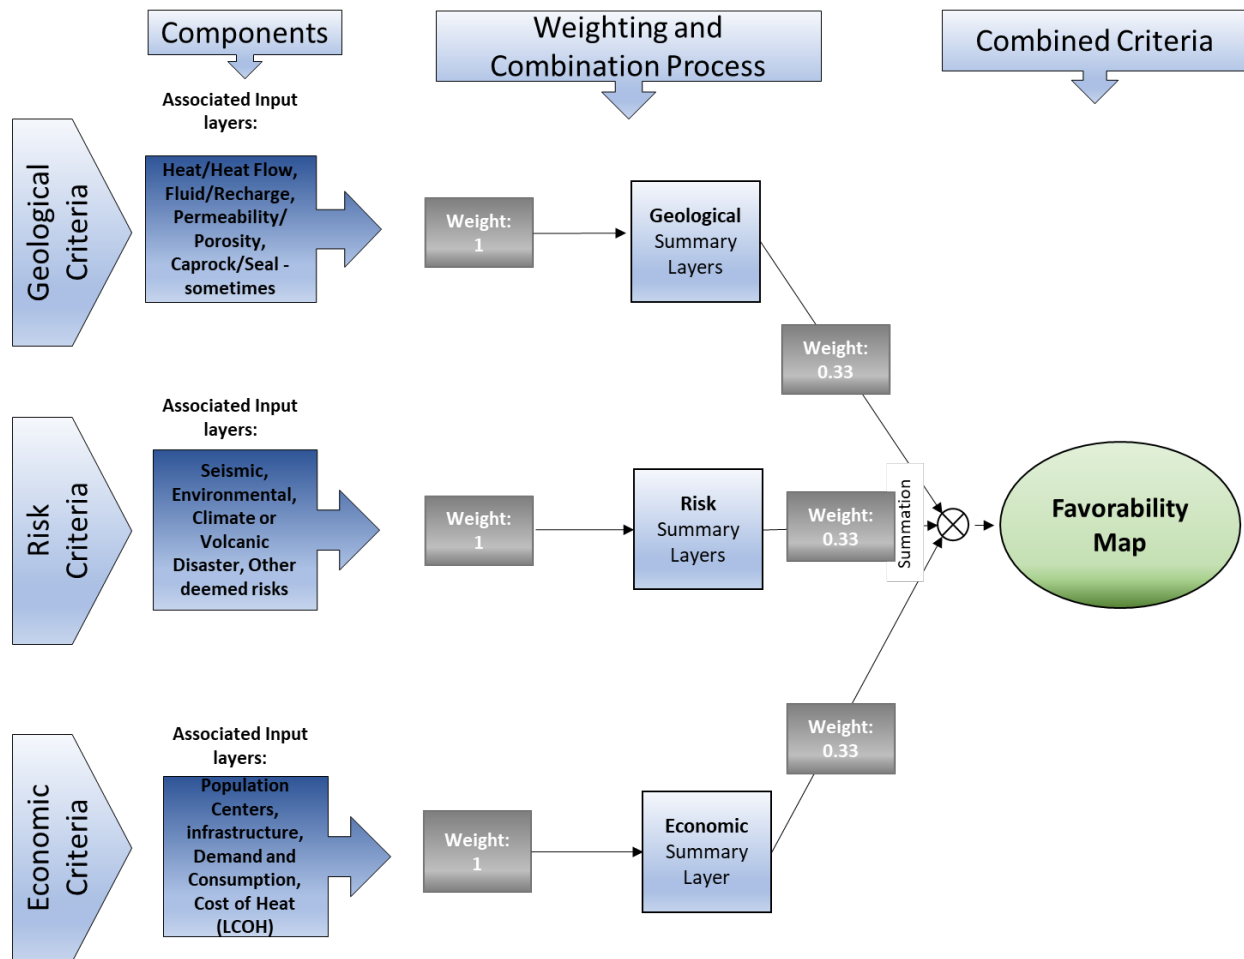 Components
Weighting and
Combination Process
Combined Criteria
Geological
Criteria
Associated Input
layers:
Heat/Heat Flow,
Fluid/Recharge,
Permeability/
Porosity,
Caprock/Seal -
sometimes
Weight:
1
Geological
Summary
Layers
Weight:
0.33
Risk
Criteria
Associated Input
layers:
Seismic,
Environmental,
Climate or
Volcanic
Disaster, Other
deemed risks
Weight:
1
Risk
Summary
Layers
Weight:
0.33
Summation
Favorability
Map
Economic
Criteria
Associated Input
layers:
Population
Centers,
infrastructure,
Demand and
Consumption,
Cost of Heat
(LCOH)
Weight:
1
Economic
Summary
Layer
Weight:
0.33